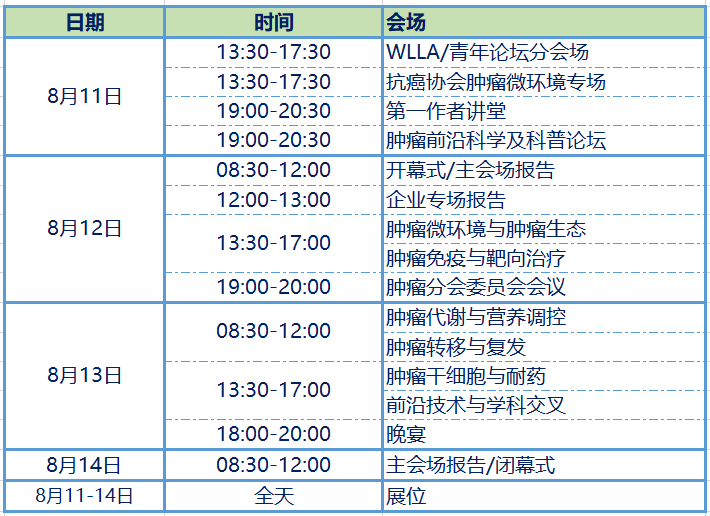 日期 时间 会场
8月11日 13:30-17:30 WLLA/青年论坛分会场
13:30-17:30 抗癌协会肿瘤微环境专场
19:00-20:30 第一作者讲堂
19:00-20:30 肿瘤前沿科学及科普论坛
8月12日 08:30-12:00 开幕式/主会场报告
12:00-13:00 企业专场报告
13:30-17:00 肿瘤微环境与肿瘤生态
肿瘤免疫与靶向治疗
19:00-20:00 肿瘤分会委员会会议
8月13日 08:30-12:00 肿瘤代谢与营养调控
肿瘤转移与复发
13:30-17:00 肿瘤干细胞与耐药
前沿技术与学科交叉
18:00-20:00 晚宴
8月14日 08:30-12:00 主会场报告/闭幕式
8月11-14日 全天 展位